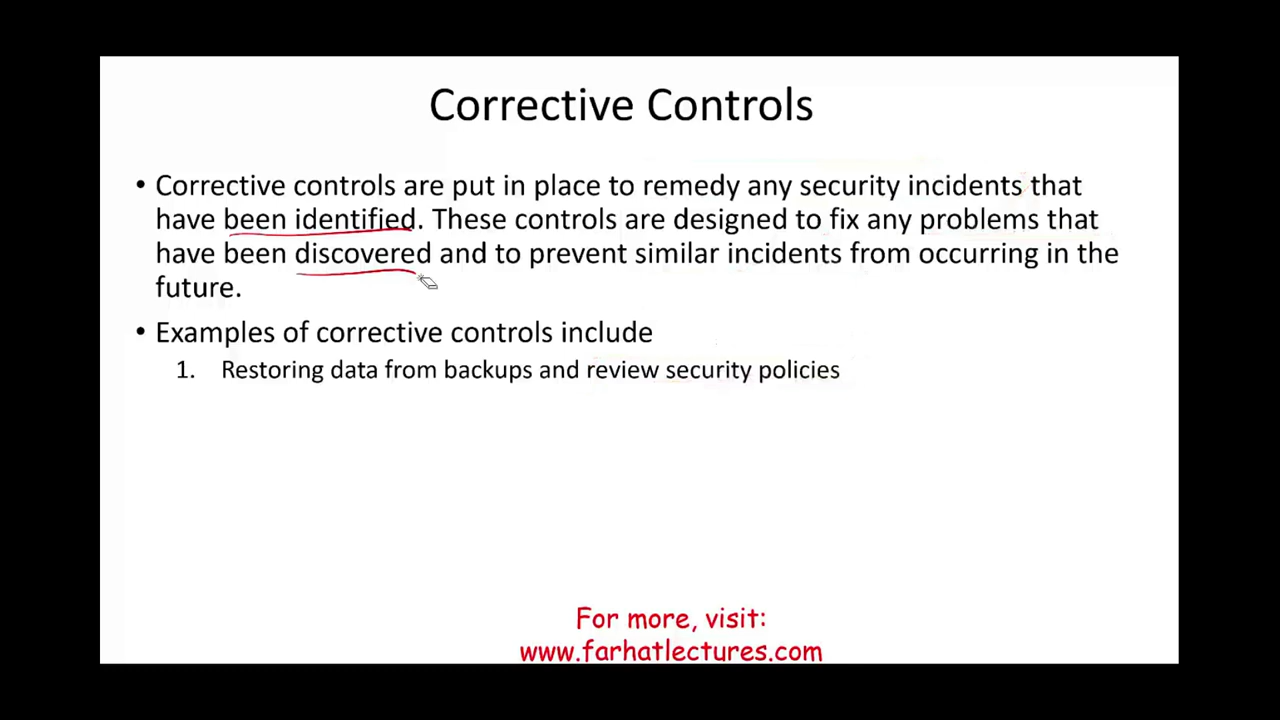 Corrective Controls
• Corrective controls are put in place to remedy any security incidents that
have been identified. These controls are designed to fix any problems that
have been discovered and to prevent similar incidents from occurring in the
future.
• Examples of corrective controls include
1. Restoring data from backups and review security policies
For more, visit:
www.farhatlectures.com